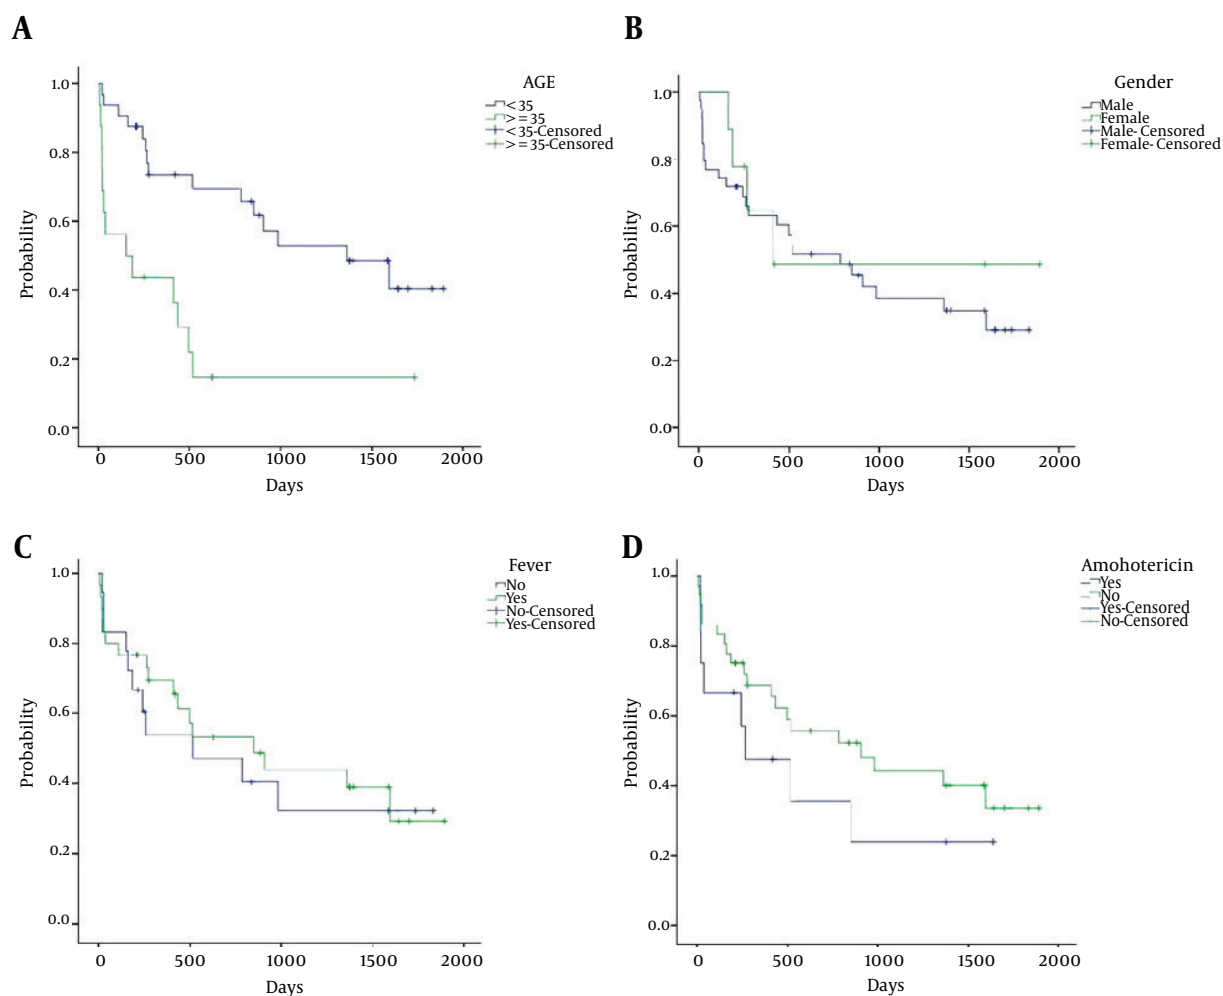 A
AGE
< 35
> = 35
< 35-Censored
> = 35-Censored
1.0
0.8
0.6
0.4
0.2
0.0
Probability
0 500 1000 1500 2000
Days
B
Gender
Male
Female
Male- Censored
Female- Censored
1.0
0.8
0.6
0.4
0.2
0.0
Probability
0 500 1000 1500 2000
Days
C
Fever
No
Yes
No-Censored
Yes-Censored
1.0
0.8
0.6
0.4
0.2
0.0
Probability
0 500 1000 1500 2000
Days
D
Amohotericin
Yes
No
Yes-Censored
No-Censored
1.0
0.8
0.6
0.4
0.2
0.0
Probability
0 500 1000 1500 2000
Days